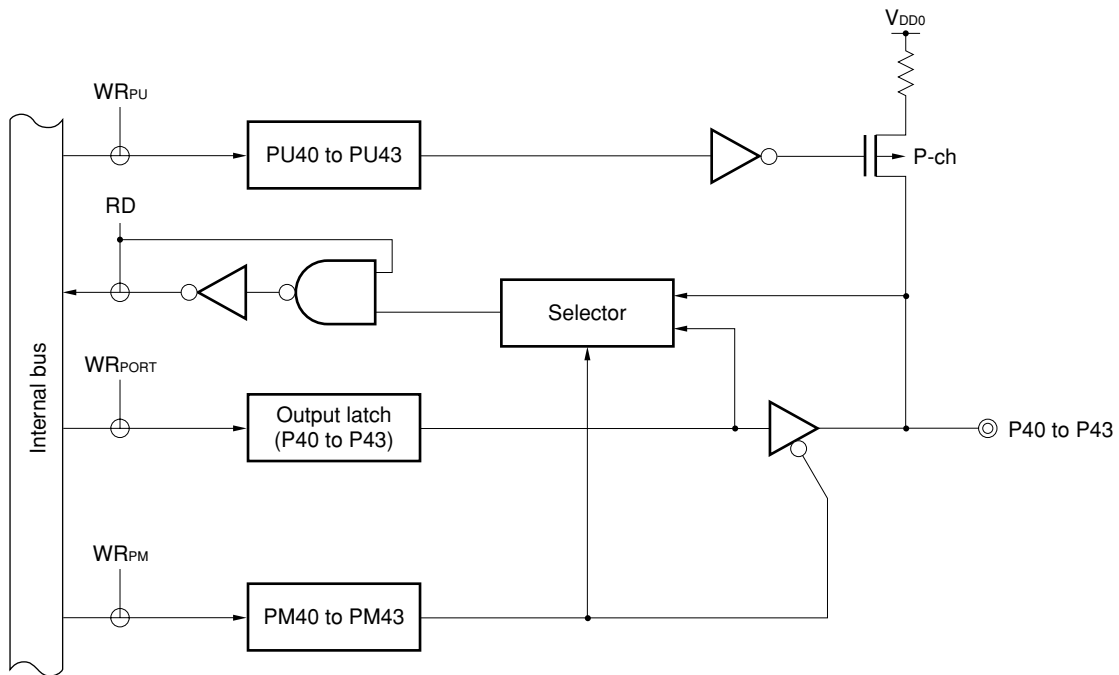 VDD0
WRPU
PU40 to PU43
P-ch
RD
Selector
WRPORT
Internal bus
Output latch
(P40 to P43)
P40 to P43
WRPM
PM40 to PM43